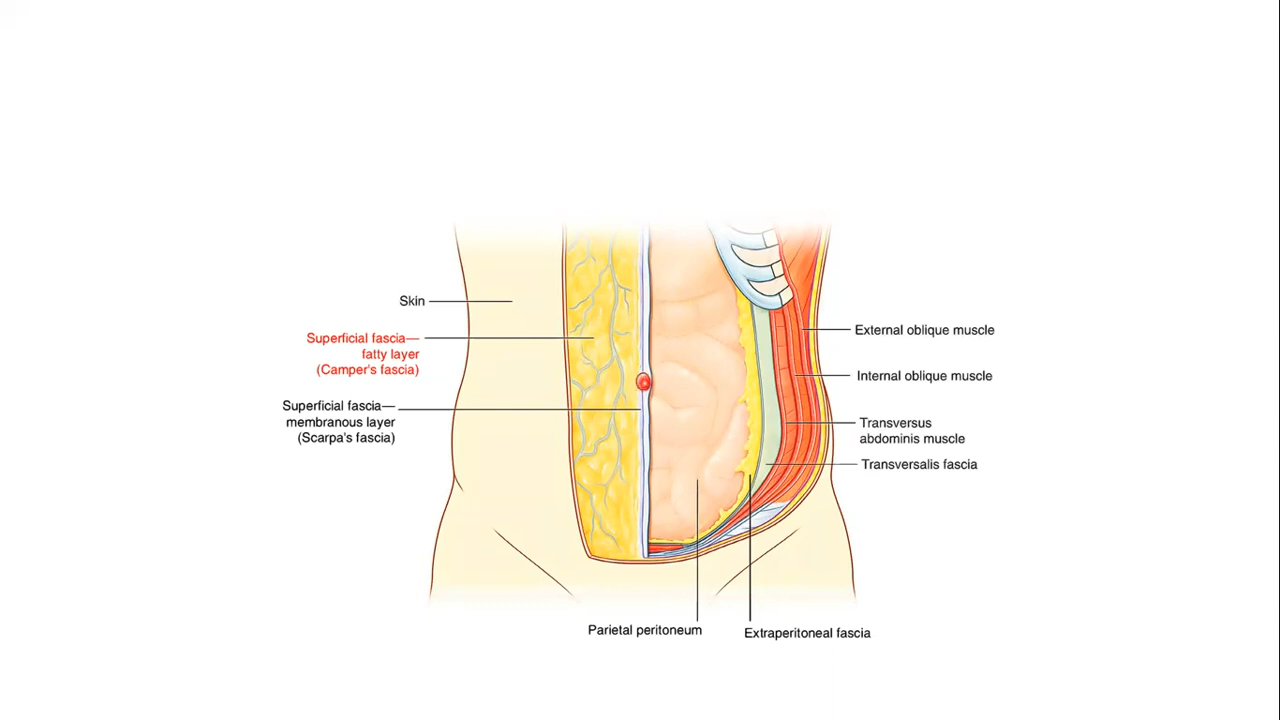 Skin
Superficial fascia—
fatty layer
(Camper's fascia)
Superficial fascia—
membranous layer
(Scarpa's fascia)
External oblique muscle
Internal oblique muscle
Transversus
abdominis muscle
Transversalis fascia
Parietal peritoneum
Extraperitoneal fascia